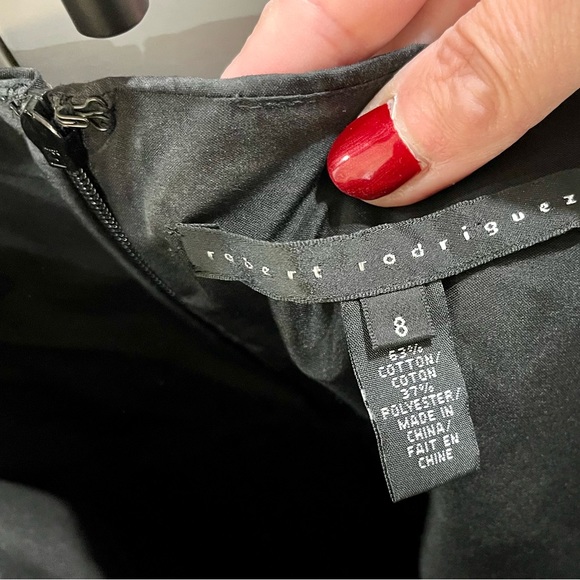 robert rodriguez
8
63%
COTTON/
COTON
37%
POLYESTER/
MADE IN
CHINA/
FAIT EN
CHINE